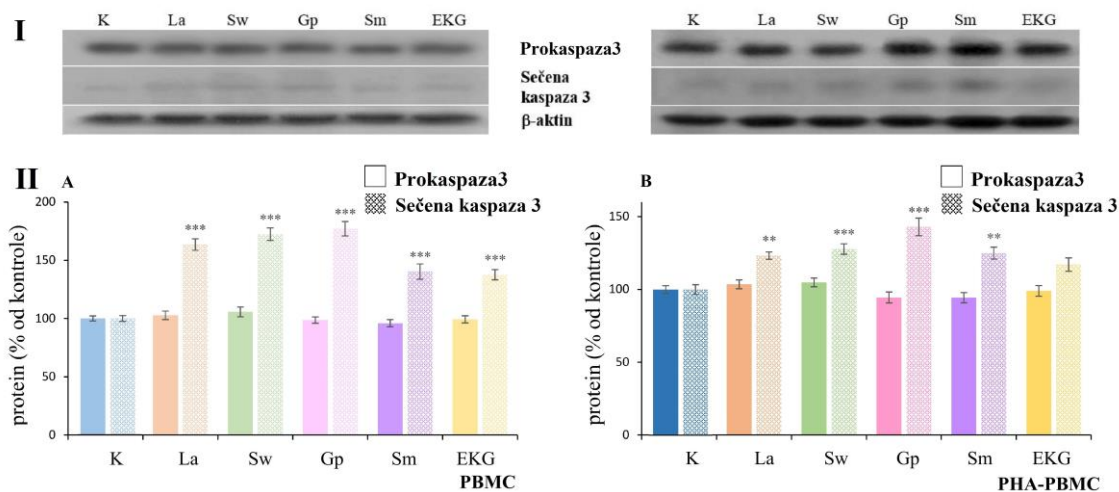 I
K La Sw Gp Sm EKG
Prokaspaza3
Sečena
kaspaza 3
β-aktin
K La Sw Gp Sm EKG
II
A
Prokaspaza3
Sečena kaspaza 3
protein (% od kontrole)
200
150
100
50
0
*** *** *** *** ***
K La Sw Gp Sm EKG
PBMC
B
Prokaspaza3
Sečena kaspaza 3
protein (% od kontrole)
150
100
50
0
** *** *** **
K La Sw Gp Sm EKG
PHA-PBMC